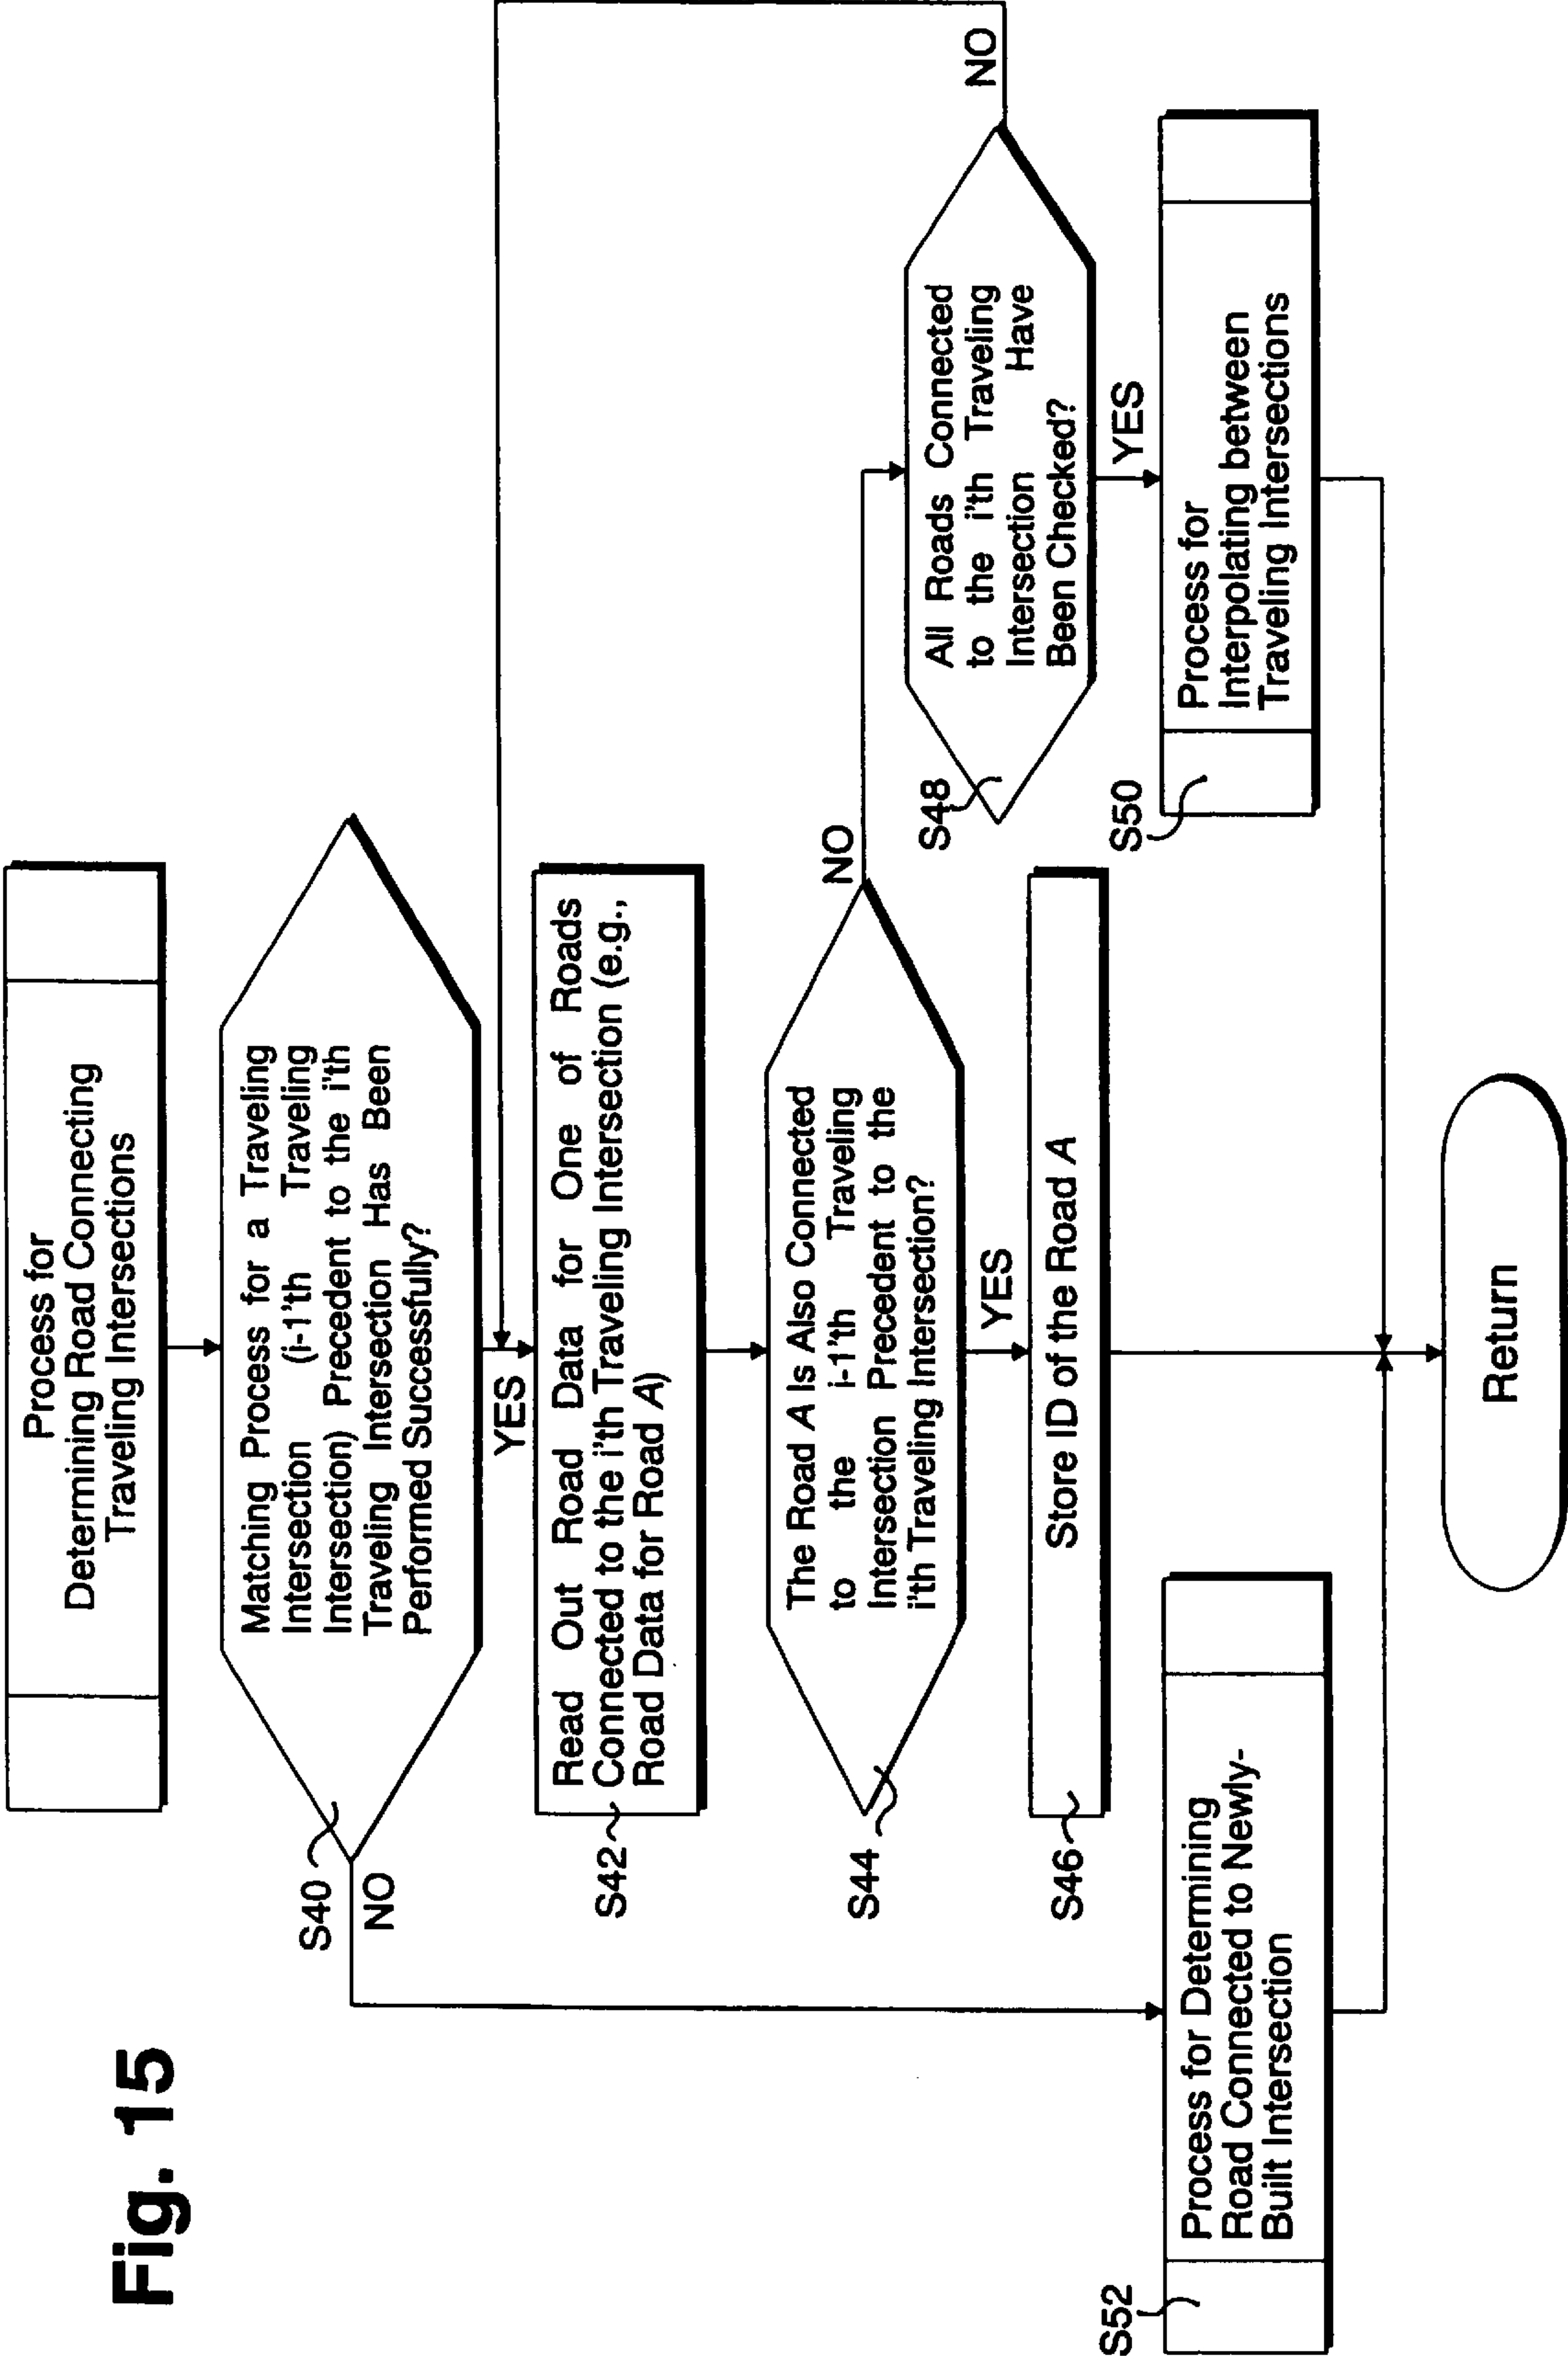 Fig. 15
Process for
Determining Road Connecting
Traveling Intersections
S40
Matching Process for a Traveling
Intersection (i-1'th Traveling
Intersection) Precedent to the i'th
Traveling Intersection Has Been
Performed Successfully?
NO
YES
S42
Read Out Road Data for One of Roads
Connected to the i'th Traveling Intersection (e.g.,
Road Data for Road A)
S44
The Road A Is Also Connected
to the i-1'th Traveling
Intersection Precedent to the
i'th Traveling Intersection?
NO
YES
S46
Store ID of the Road A
S48
All Roads Connected
to the i'th Traveling
Intersection Have
Been Checked?
NO
YES
S50
Process for
Interpolating between
Traveling Intersections
S52
Process for Determining
Road Connected to Newly-
Built Intersection
Return